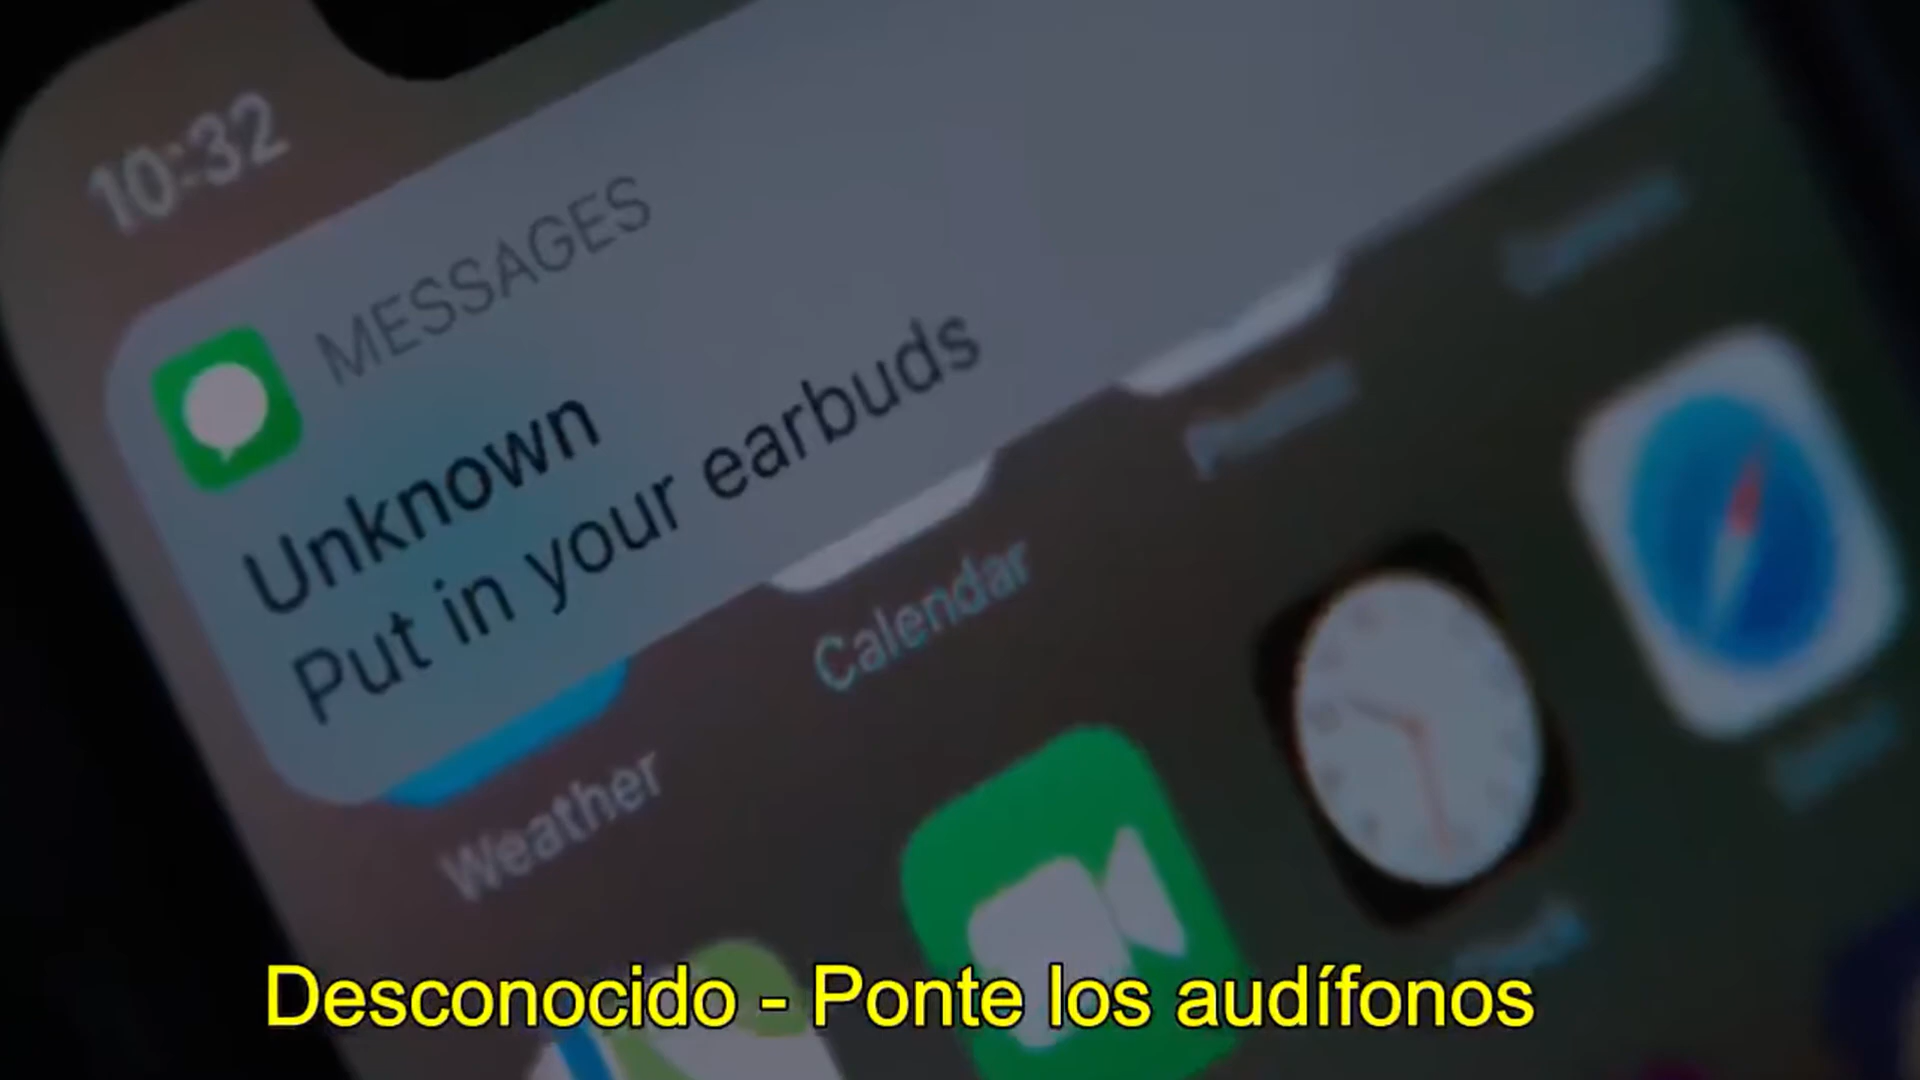 10:32
MESSAGES
Unknown
Put in your earbuds
Calendar
Weather
Desconocido - Ponte los audífonos